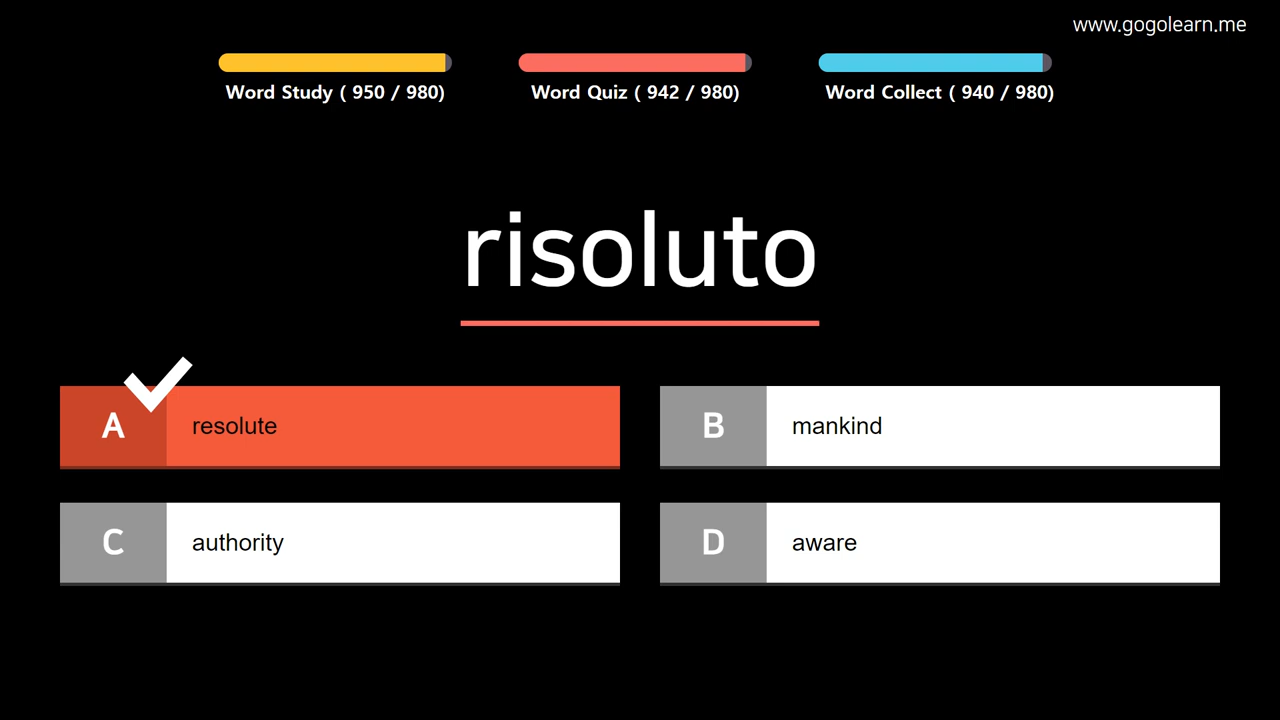 www.gogolearn.me
Word Study ( 950 / 980)
Word Quiz ( 942 / 980)
Word Collect ( 940 / 980)
risoluto
A resolute
B mankind
C authority
D aware